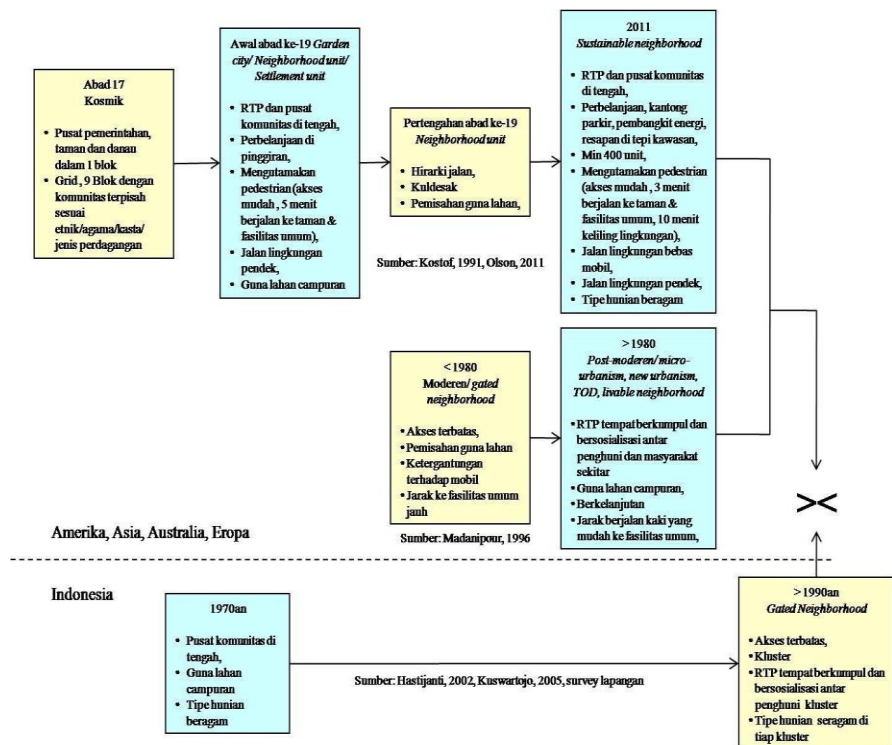 Abad 17
Kosmik
• Pusat pemerintahan,
taman dan danau
dalam 1 blok
• Grid, 9 Blok dengan
komunitas terpisah
sesuai
etnik/agama/kasta/
jenis perdagangan
Awal abad ke-19 Garden
city/ Neighborhood unit/
Settlement unit
• RTP dan pusat
komunitas di tengah,
• Perbelanjaan di
pinggiran,
• Mengutamakan
pedestrian (akses
mudah , 5 menit
berjalan ke taman &
fasilitas umum),
• Jalan lingkungan
pendek,
• Guna lahan campuran
Pertengahan abad ke-19
Neighborhood unit
• Hirarki jalan,
• Kuldesak
• Pemisahan guna lahan,
Sumber: Kostof, 1991, Olson, 2011
2011
Sustainable neighborhood
• RTP dan pusat komunitas
di tengah,
• Perbelanjaan, kantong
parkir, pembangkit energi,
resapan di tepi kawasan,
• Min 400 unit,
• Mengutamakan pedestrian
(akses mudah , 3 menit
berjalan ke taman &
fasilitas umum, 10 menit
keliling lingkungan),
• Jalan lingkungan bebas
mobil,
• Jalan lingkungan pendek,
• Tipe hunian beragam
< 1980
Moderen/ gated
neighborhood
• Akses terbatas,
• Pemisahan guna lahan
• Ketergantungan
terhadap mobil
• Jarak ke fasilitas umum
jauh
Sumber: Madanipour, 1996
> 1980
Post-moderen/ micro-
urbanism, new urbanism,
TOD, livable neighborhood
• RTP tempat berkumpul dan
bersosialisasi antar
penghuni dan masyarakat
sekitar
• Guna lahan campuran,
• Berkelanjutan
• Jarak berjalan kaki yang
mudah ke fasilitas umum,
><
Amerika, Asia, Australia, Eropa
Indonesia
1970an
• Pusat komunitas di
tengah,
• Guna lahan
campuran
• Tipe hunian
beragam
Sumber: Hastijanti, 2002, Kuswartojo, 2005, survey lapangan
> 1990an
Gated Neighborhood
• Akses terbatas,
• Kluster
• RTP tempat berkumpul dan
bersosialisasi antar
penghuni kluster
• Tipe hunian seragam di
tiap kluster